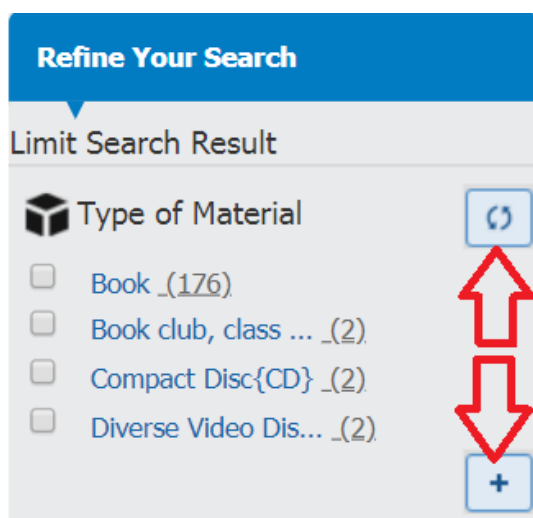 Refine Your Search
Limit Search Result
Type of Material
Book (176)
Book club, class ... (2)
Compact Disc{CD} (2)
Diverse Video Dis... (2)
+